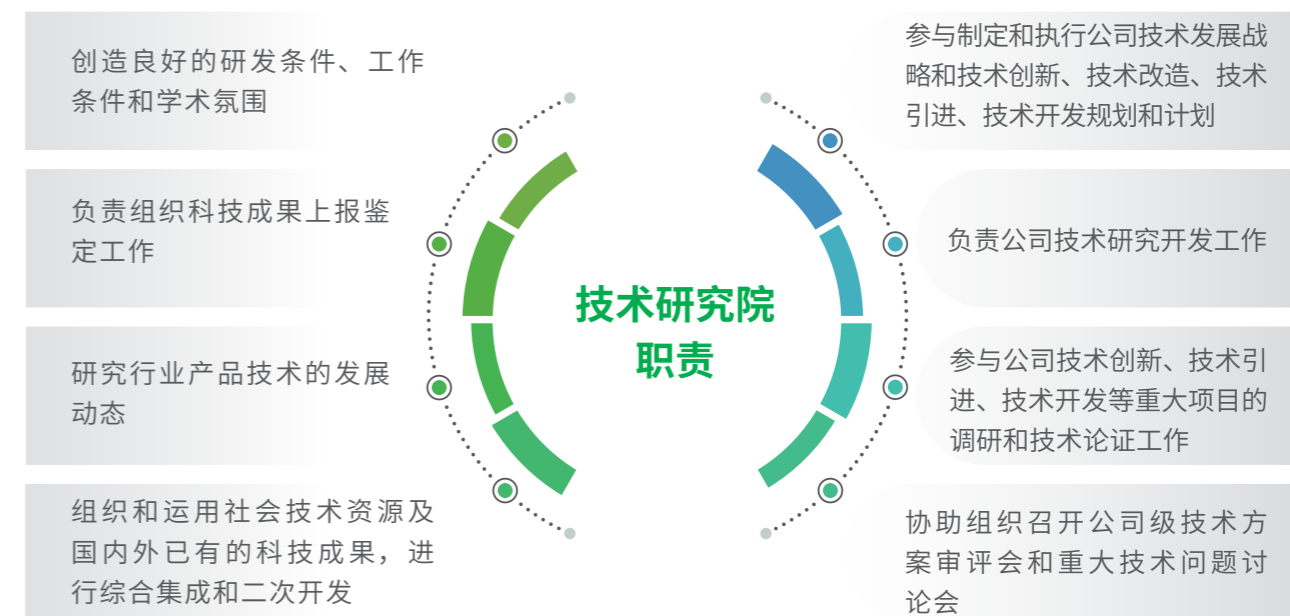 创造良好的研发条件、工作
条件和学术氛围
负责组织科技成果上报鉴
定工作
研究行业产品技术的发展
动态
组织和运用社会技术资源及
国内外已有的科技成果，进
行综合集成和二次开发
技术研究院
职责
参与制定和执行公司技术发展战
略和技术创新、技术改造、技术
引进、技术开发规划和计划
负责公司技术研究开发工作
参与公司技术创新、技术引
进、技术开发等重大项目的
调研和技术论证工作
协助组织召开公司级技术方
案审评会和重大技术问题讨
论会